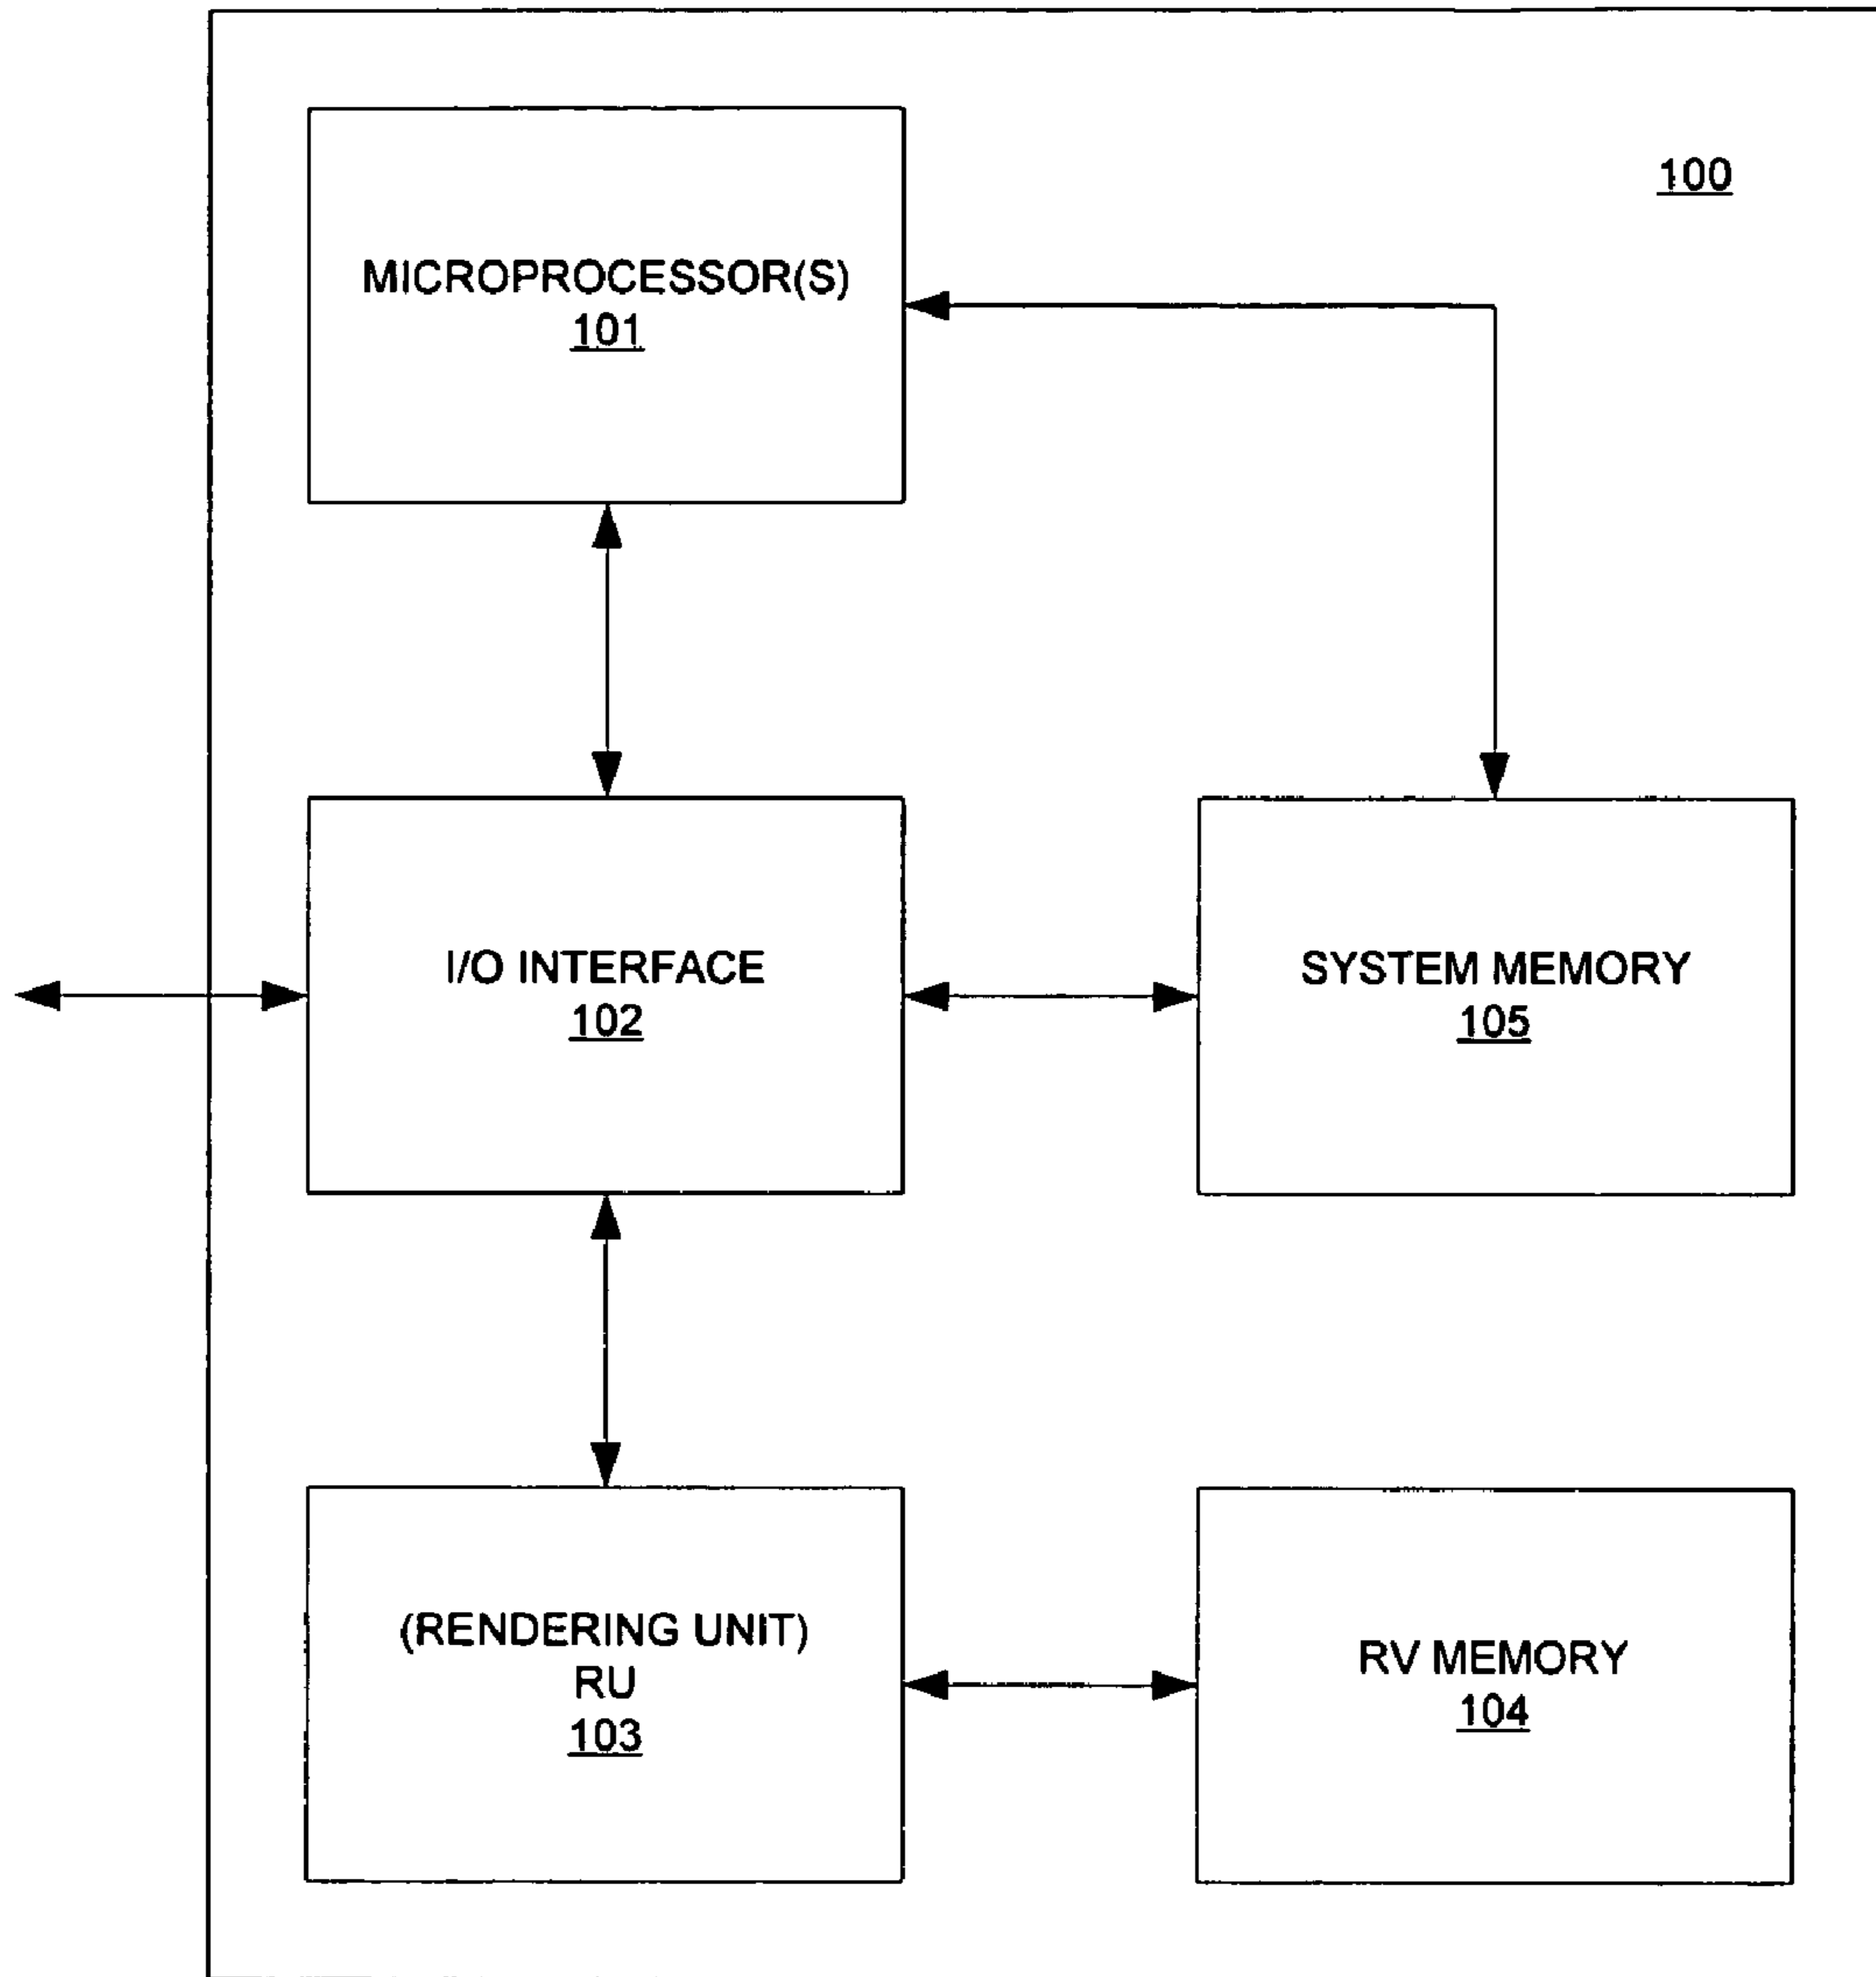 100
MICROPROCESSOR(S)
101
I/O INTERFACE
102
SYSTEM MEMORY
105
(RENDERING UNIT)
RU
103
RV MEMORY
104